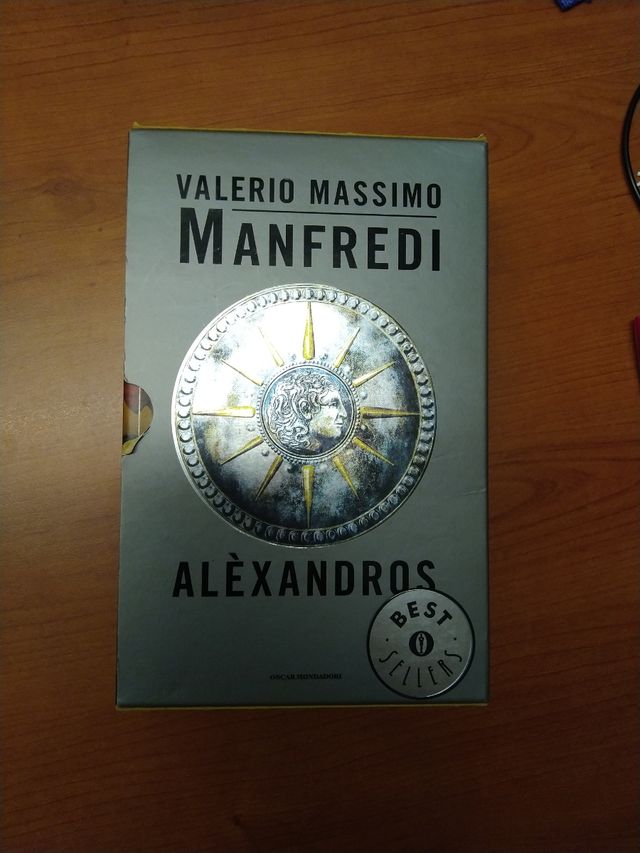 VALERIO MASSIMO
MANFREDI
ALÈXANDROS
BEST
SELLERS
OSCAR MONDADORI